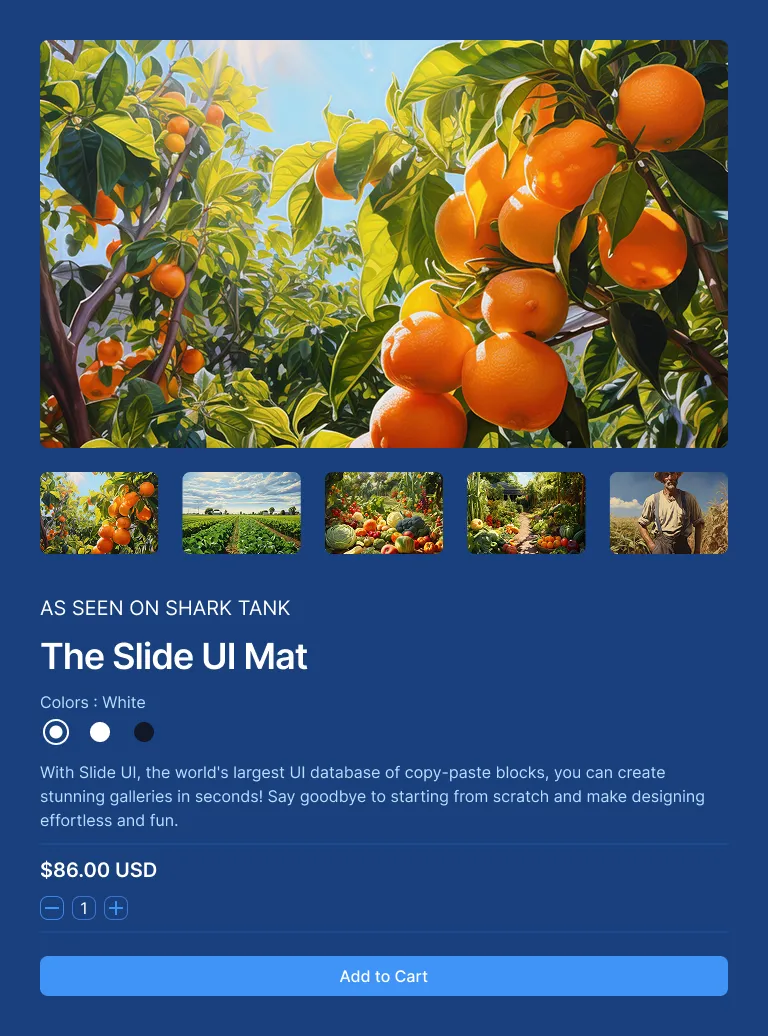 AS SEEN ON SHARK TANK
The Slide UI Mat
Colors : White
With Slide UI, the world's largest UI database of copy-paste blocks, you can create
stunning galleries in seconds! Say goodbye to starting from scratch and make designing
effortless and fun.
$86.00 USD
1
Add to Cart